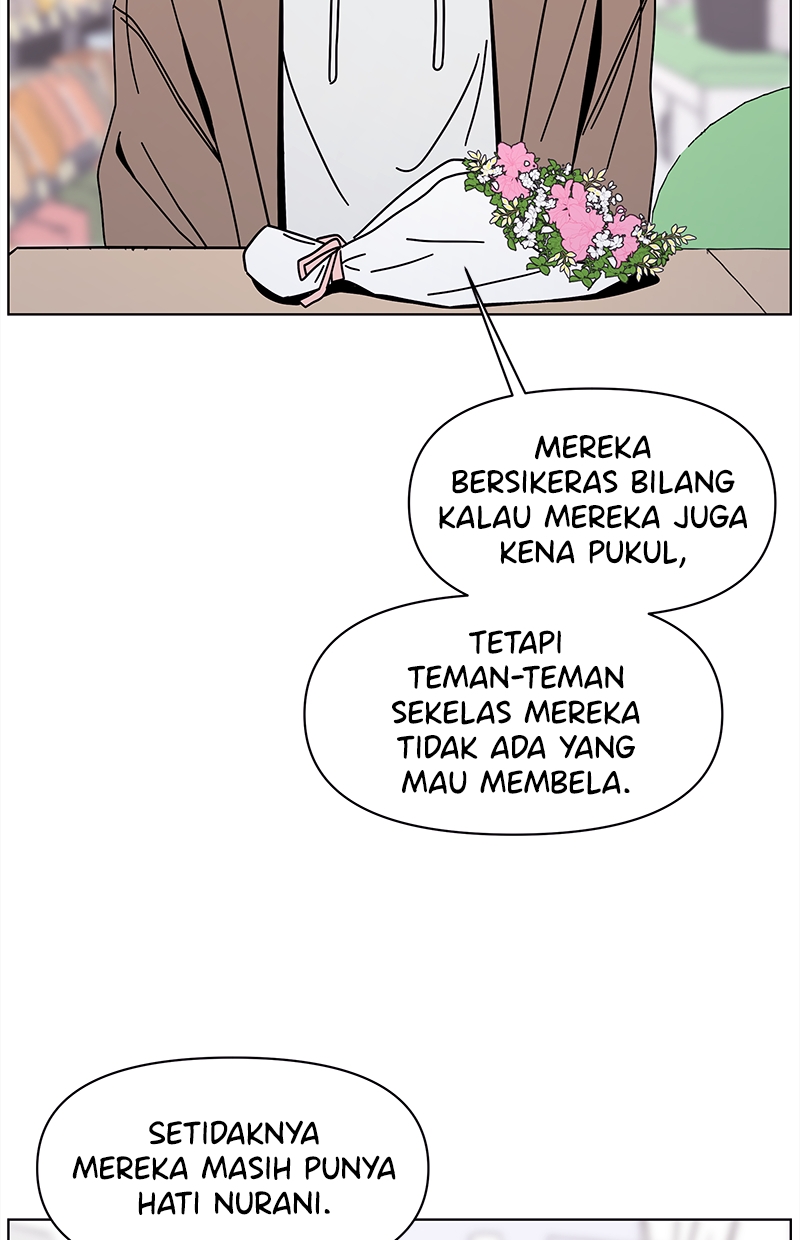 MEREKA
BERSIKERAS BILANG
KALAU MEREKA JUGA
KENA PUKUL,
TETAPI
TEMAN-TEMAN
SEKELAS MEREKA
TIDAK ADA YANG
MAU MEMBELA.
SETIDAKNYA
MEREKA MASIH PUNYA
HATI NURANI.